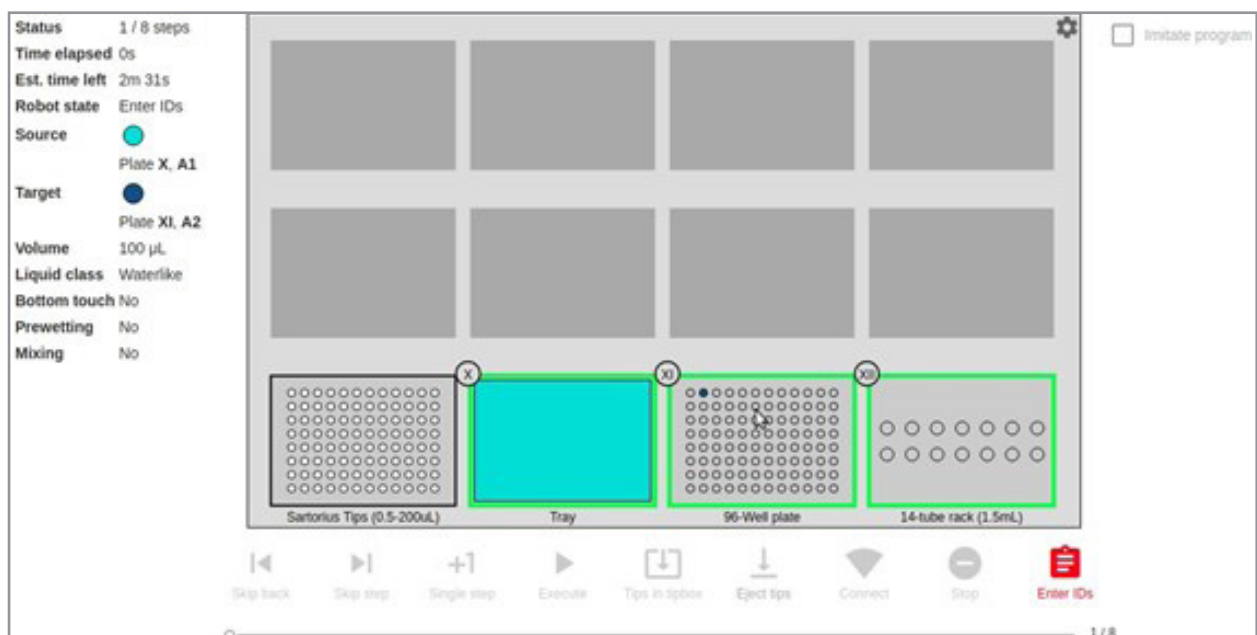 Status 1 / 8 steps
Time elapsed 0s
Est. time left 2m 31s
Robot state Enter IDs
Source
Plate X, A1
Target
Plate XI, A2
Volume 100 µL
Liquid class Waterlike
Bottom touch No
Prewetting No
Mixing No
Imitate program
X XI XII
Sartorius Tips (0.5-200uL) Tray 96-Well plate 14-tube rack (1.5mL)
+1
Skip back Skip step Single step Execute Tips in tipbox Eject tips Connect Stop Enter IDs
1 / 8